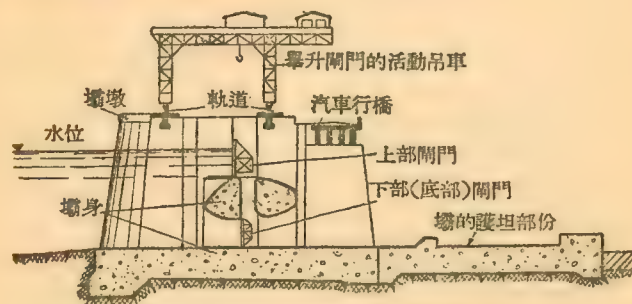 舉升閘門的活動吊車
壩墩
軌道
汽車行橋
水位
上部閘門
下部(底部)閘門
壩身
壩的護坦部份